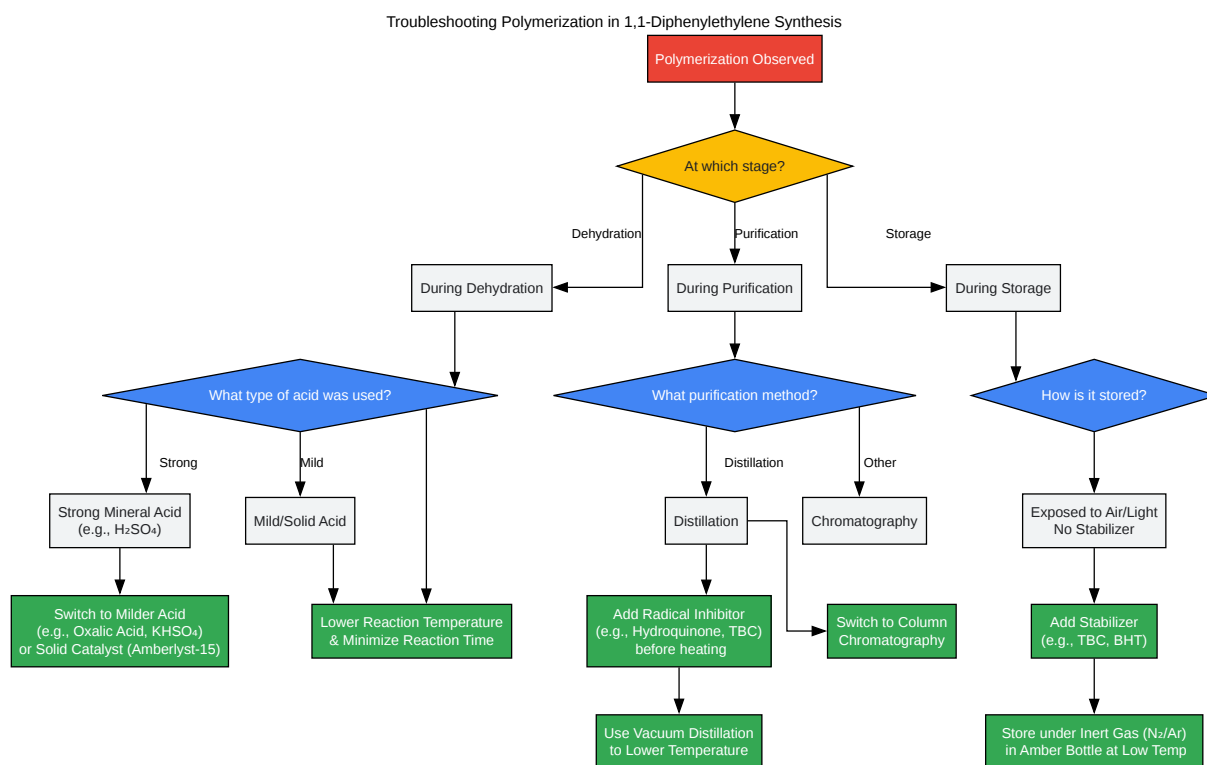 Troubleshooting Polymerization in 1,1-Diphenylethylene Synthesis
Polymerization Observed
At which stage?
Dehydration
Purification
Storage
During Dehydration
During Purification
During Storage
What type of acid was used?
What purification method?
How is it stored?
Strong
Mild
Distillation
Other
Strong Mineral Acid
(e.g., H₂SO₄)
Mild/Solid Acid
Distillation
Chromatography
Exposed to Air/Light
No Stabilizer
Switch to Milder Acid
(e.g., Oxalic Acid, KHSO₄)
or Solid Catalyst (Amberlyst-15)
Lower Reaction Temperature
& Minimize Reaction Time
Add Radical Inhibitor
(e.g., Hydroquinone, TBC)
before heating
Switch to Column
Chromatography
Add Stabilizer
(e.g., TBC, BHT)
Use Vacuum Distillation
to Lower Temperature
Store under Inert Gas (N₂/Ar)
in Amber Bottle at Low Temp